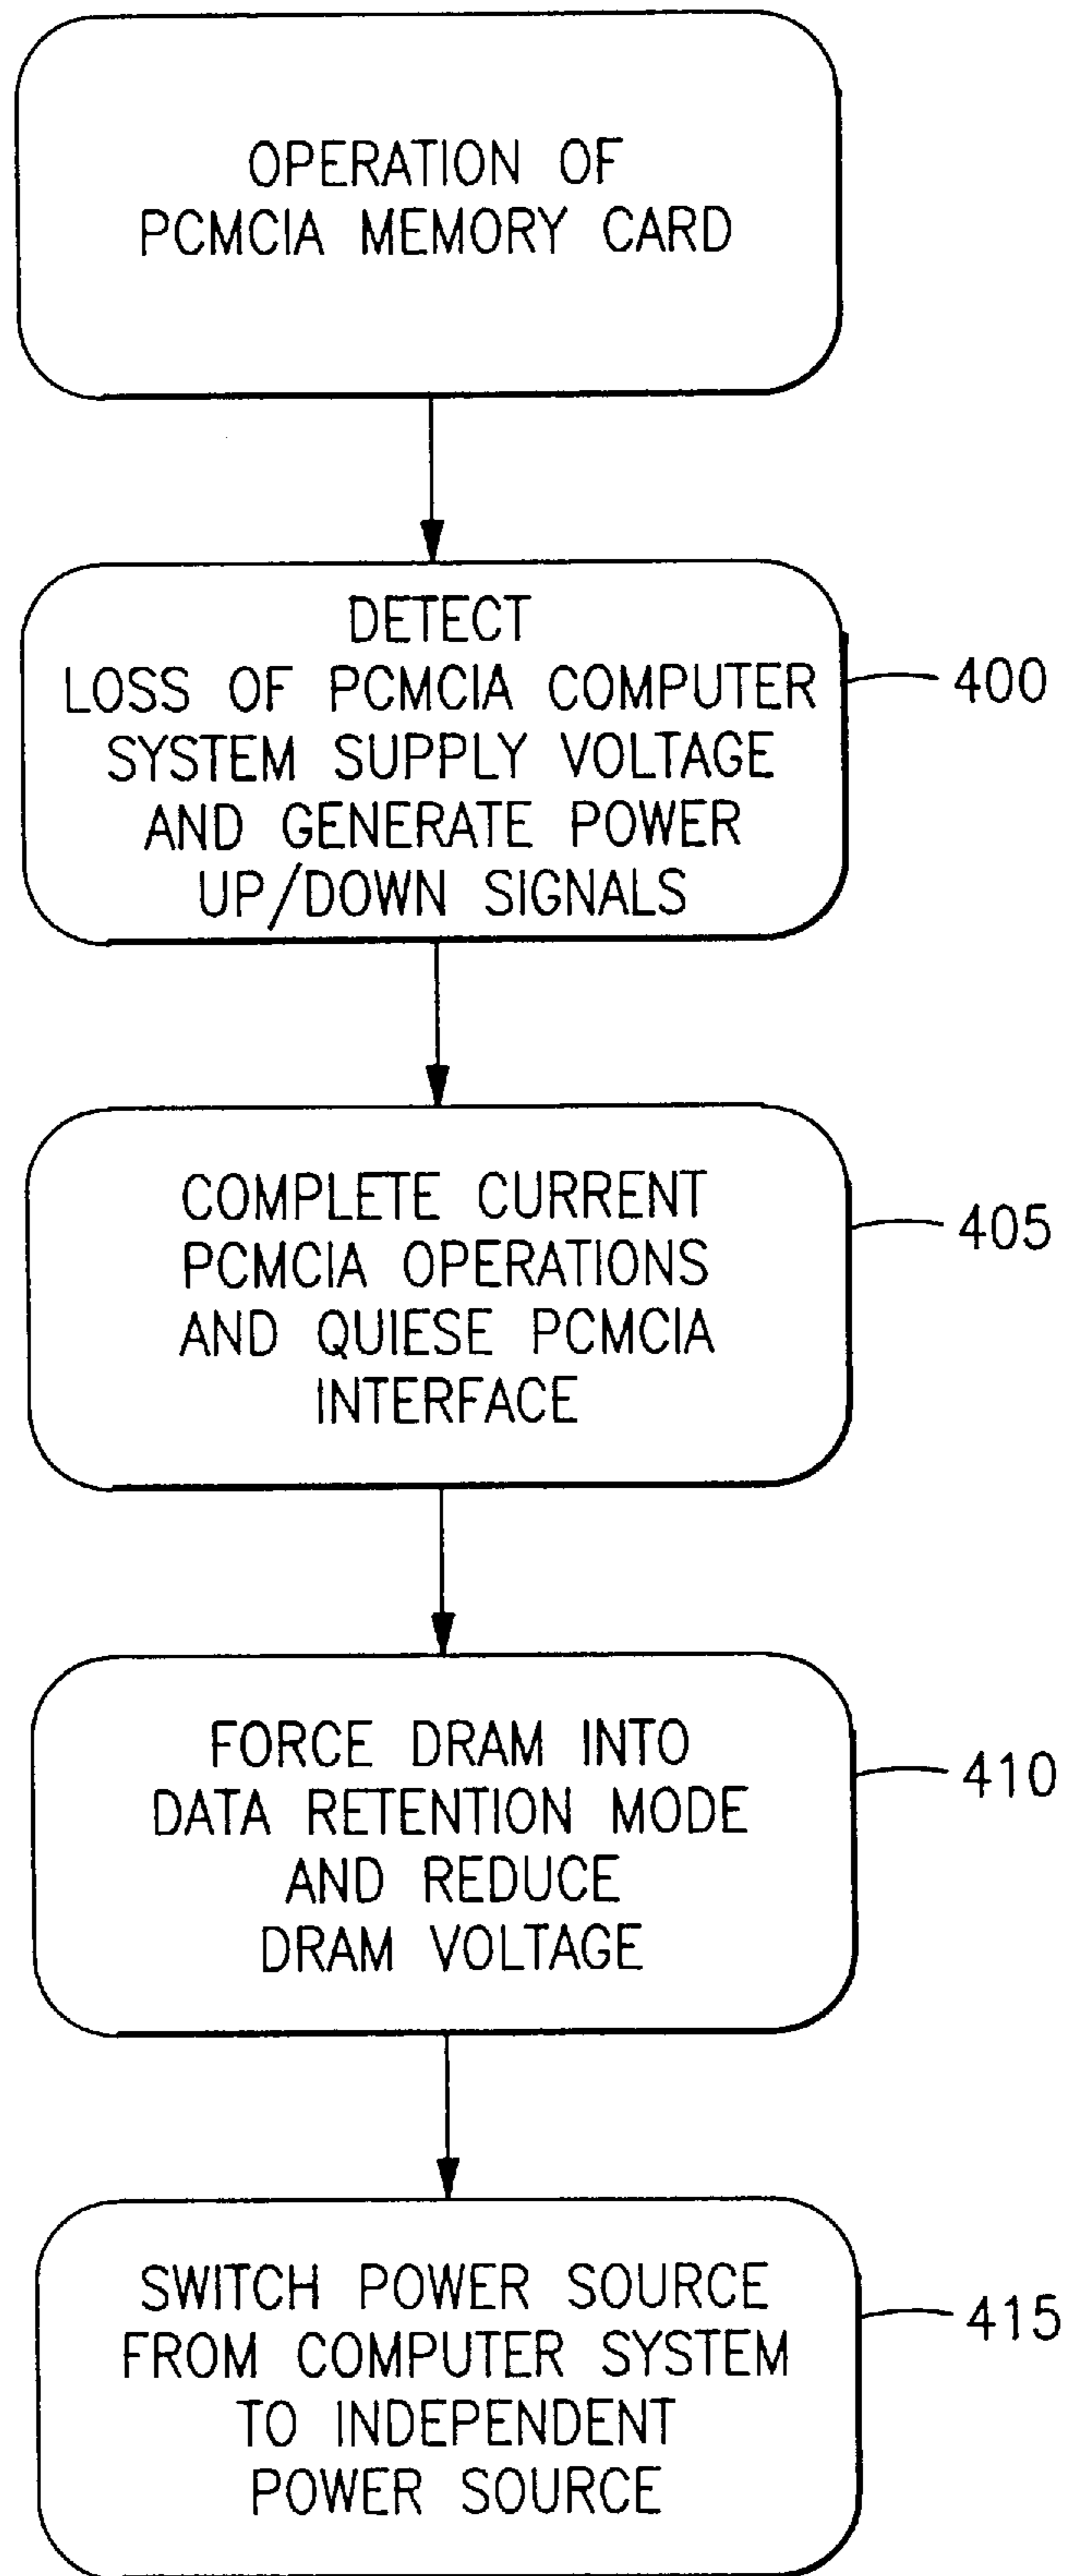 OPERATION OF
PCMCIA MEMORY CARD
DETECT
LOSS OF PCMCIA COMPUTER
SYSTEM SUPPLY VOLTAGE
AND GENERATE POWER
UP/DOWN SIGNALS
400
COMPLETE CURRENT
PCMCIA OPERATIONS
AND QUIESE PCMCIA
INTERFACE
405
FORCE DRAM INTO
DATA RETENTION MODE
AND REDUCE
DRAM VOLTAGE
410
SWITCH POWER SOURCE
FROM COMPUTER SYSTEM
TO INDEPENDENT
POWER SOURCE
415